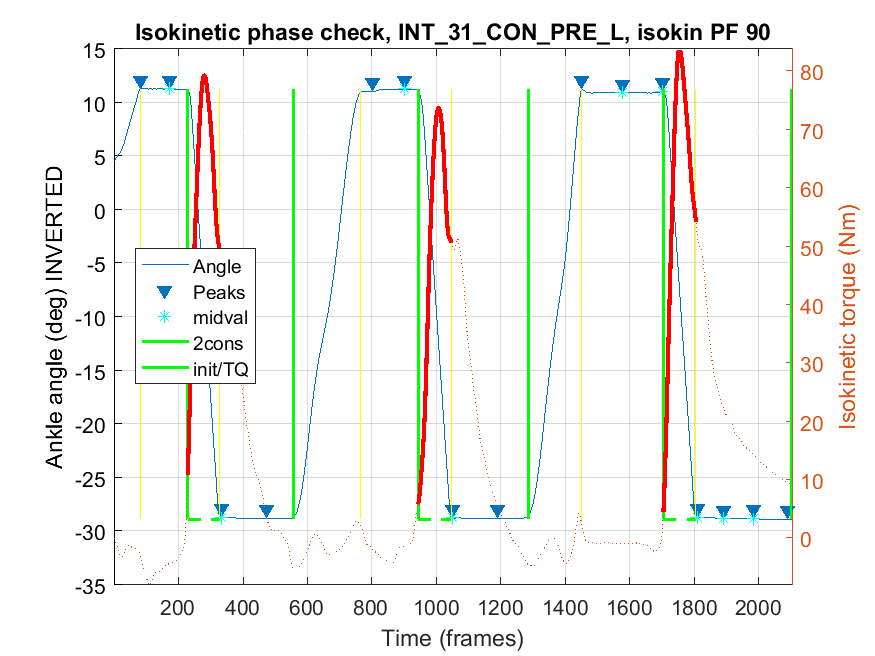 Isokinetic phase check, INT_31_CON_PRE_L, isokin PF 90
15
10
5
0
-5
-10
-15
-20
-25
-30
-35
Ankle angle (deg) INVERTED
Angle
Peaks
midval
2cons
init/TQ
80
70
60
50
40
30
20
10
0
Isokinetic torque (Nm)
200 400 600 800 1000 1200 1400 1600 1800 2000
Time (frames)